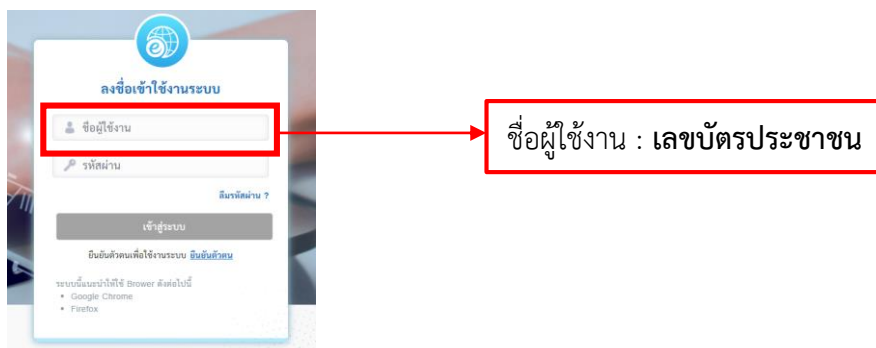 ลงชื่อเข้าใช้งานระบบ
ชื่อผู้ใช้งาน
รหัสผ่าน
ลืมรหัสผ่าน ?
เข้าสู่ระบบ
ยืนยันตัวตนเพื่อใช้งานระบบ ยืนยันตัวตน
ระบบนี้แนะนำให้ใช้ Brower ดังต่อไปนี้
• Google Chrome
• Firefox
ชื่อผู้ใช้งาน : เลขบัตรประชาชน